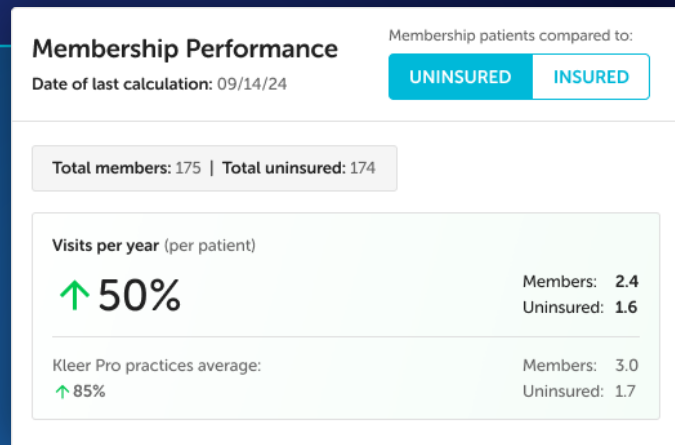 Membership Performance
Date of last calculation: 09/14/24
Membership patients compared to:
UNINSURED INSURED
Total members: 175 | Total uninsured: 174
Visits per year (per patient)
↑ 50%
Members: 2.4
Uninsured: 1.6
Kleer Pro practices average:
↑ 85%
Members: 3.0
Uninsured: 1.7